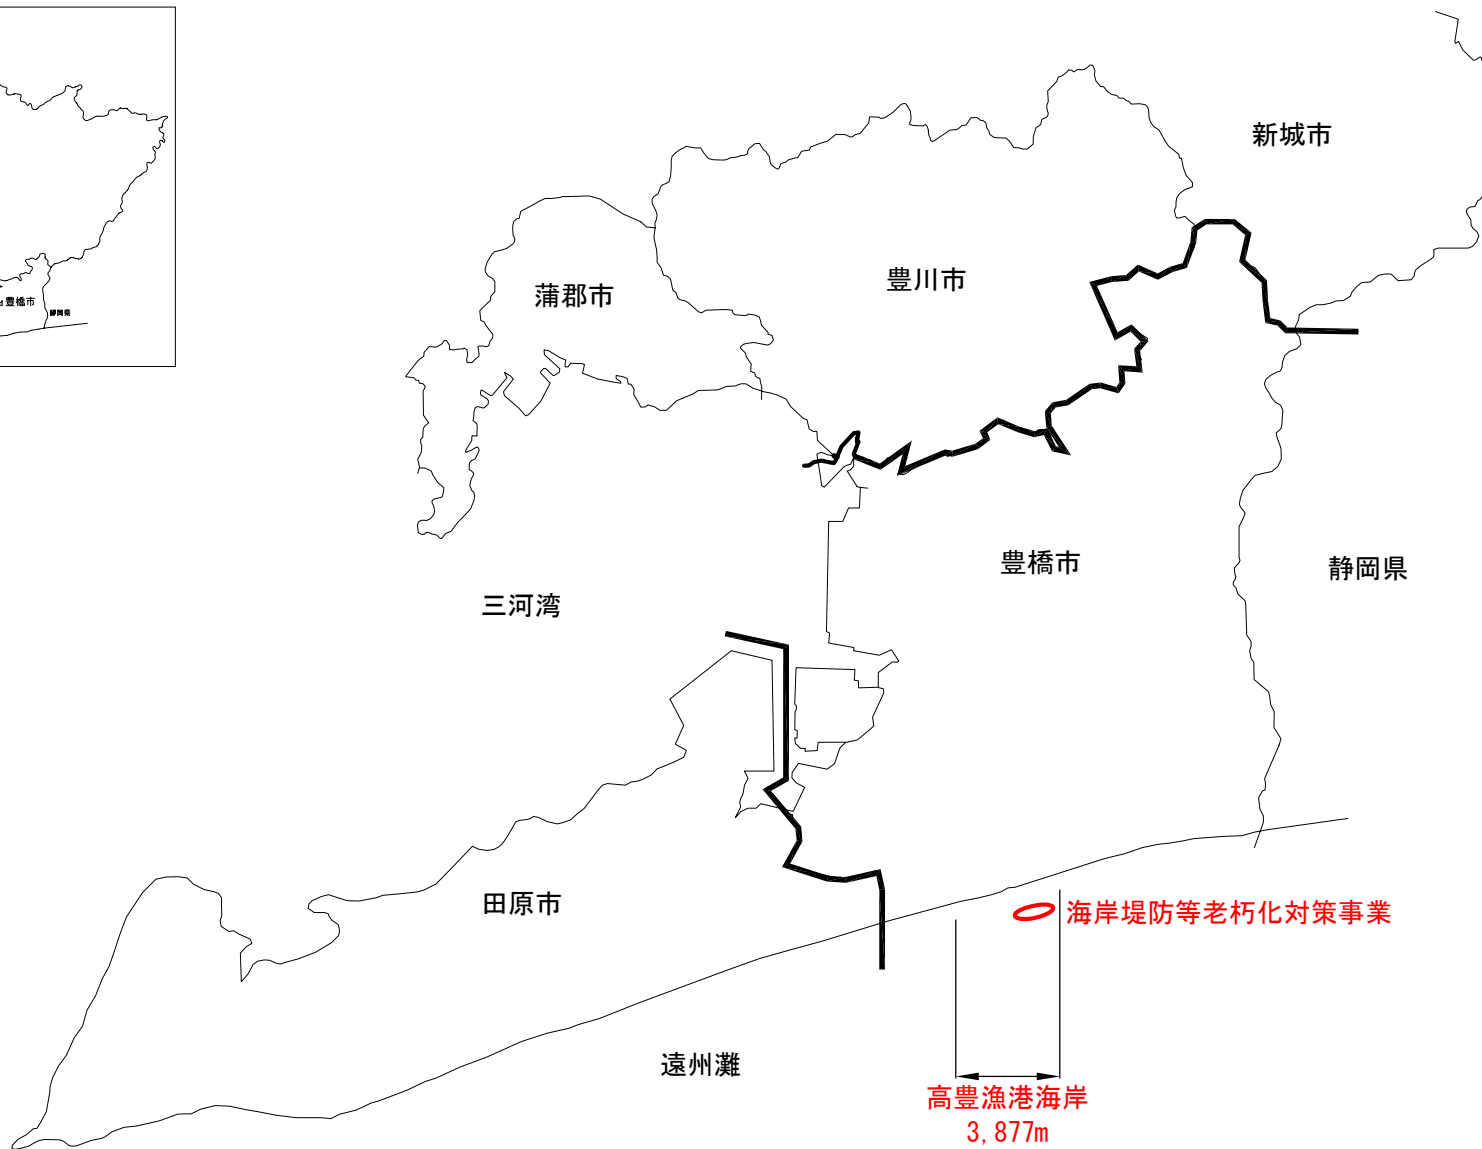 新城市
豊川市
蒲郡市
豊橋市
静岡県
豊橋市
静岡県
三河湾
田原市
海岸堤防等老朽化対策事業
遠州灘
高豊漁港海岸
3,877m